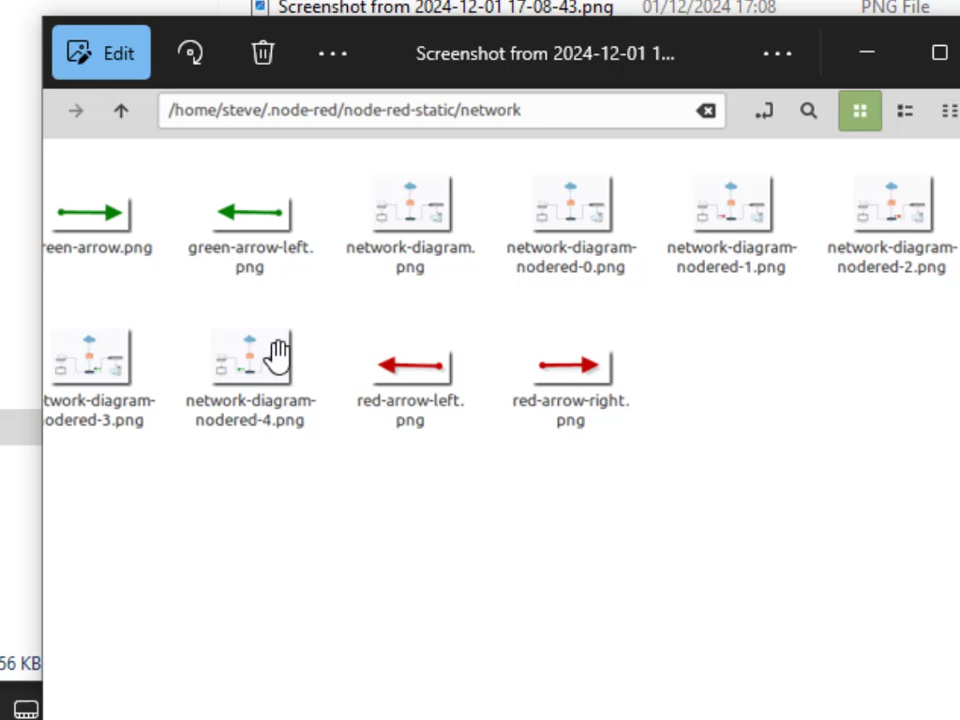 Screenshot from 2024-12-01 17-08-43.png 01/12/2024 17:08 PNG File
Edit
Screenshot from 2024-12-01 1...
/home/steve/.node-red/node-red-static/network
reen-arrow.png
green-arrow-left.
png
network-diagram.
png
network-diagram-
nodered-0.png
network-diagram-
nodered-1.png
network-diagram-
nodered-2.png
twork-diagram-
odered-3.png
network-diagram-
nodered-4.png
red-arrow-left.
png
red-arrow-right.
png
56 KB